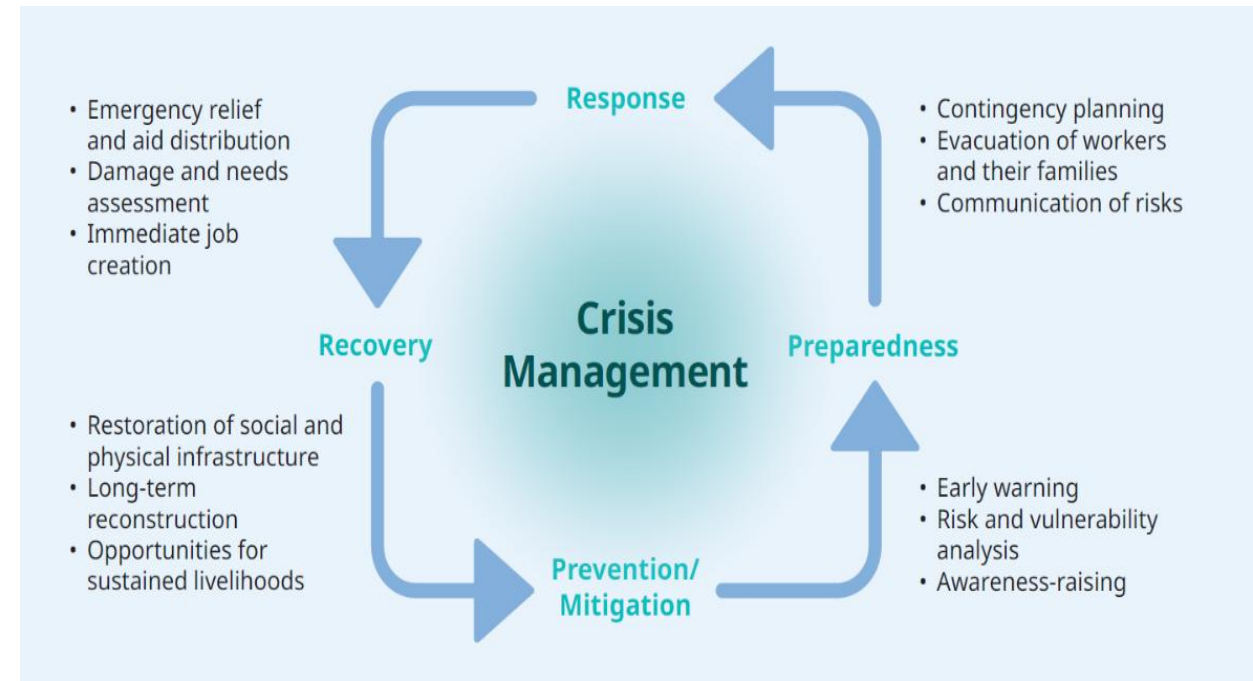 Response
• Emergency relief
and aid distribution
• Damage and needs
assessment
• Immediate job
creation
• Contingency planning
• Evacuation of workers
and their families
• Communication of risks
Crisis
Management
Recovery
Preparedness
• Restoration of social and
physical infrastructure
• Long-term
reconstruction
• Opportunities for
sustained livelihoods
• Early warning
• Risk and vulnerability
analysis
• Awareness-raising
Prevention/
Mitigation